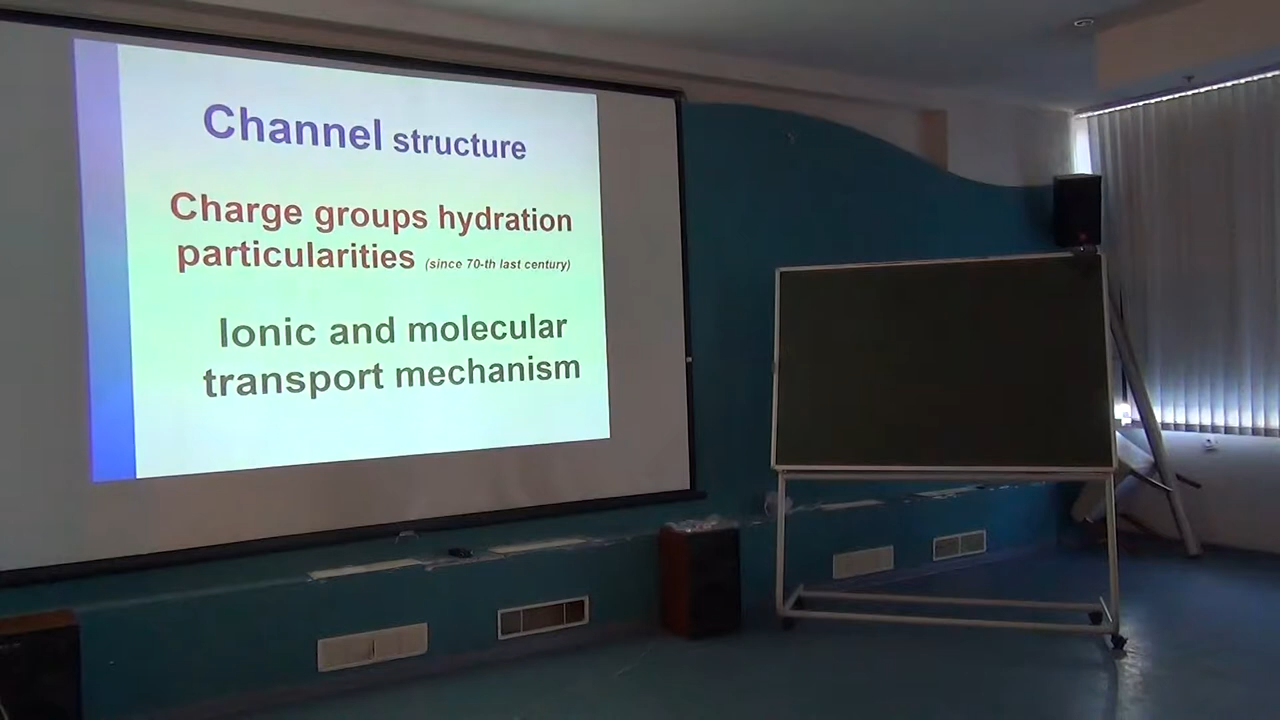 Channel structure
Charge groups hydration
particularities (since 70-th last century)
Ionic and molecular
transport mechanism